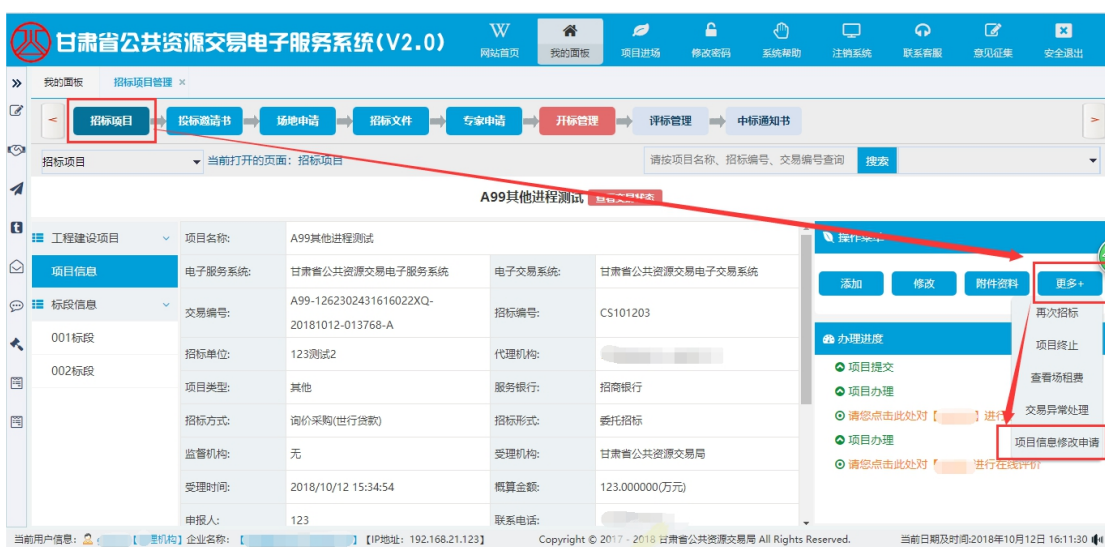 甘肃省公共资源交易电子服务系统(V2.0)
网站首页 我的面板 项目进场 修改密码 系统帮助 注销系统 联系客服 意见征集 安全退出
我的面板 招标项目管理 ×
< 招标项目 投标邀请书 场地申请 招标文件 专家申请 开标管理 评标管理 中标通知书 >
招标项目 当前打开的页面：招标项目 请按项目名称、招标编号、交易编号查询 搜索
A99其他进程测试 查看交易状态
工程建设项目 项目名称: A99其他进程测试 操作菜单
项目信息 电子服务系统: 甘肃省公共资源交易电子服务系统 电子交易系统: 甘肃省公共资源交易电子交易系统
添加 修改 附件资料 更多+
标段信息 交易编号: A99-1262302431616022XQ-20181012-013768-A 招标编号: CS101203
再次招标
001标段
招标单位: 123测试2 代理机构:
办理进度 项目终止
002标段
项目提交
查看场租费
项目类型: 其他 服务银行: 招商银行
项目办理
招标方式: 询价采购(世行贷款) 招标形式: 委托招标
请您点击此处对【 】进行
交易异常处理
监督机构: 无 受理机构: 甘肃省公共资源交易局
项目办理
项目信息修改申请
请您点击此处对【 】进行在线评价
受理时间: 2018/10/12 15:34:54 概算金额: 123.000000(万元)
申报人: 123 联系电话:
当前用户信息: 【 理机构】企业名称: 【 】【IP地址: 192.168.21.123】 Copyright © 2017 - 2018 甘肃省公共资源交易局 All Rights Reserved. 当前日期及时间:2018年10月12日 16:11:30